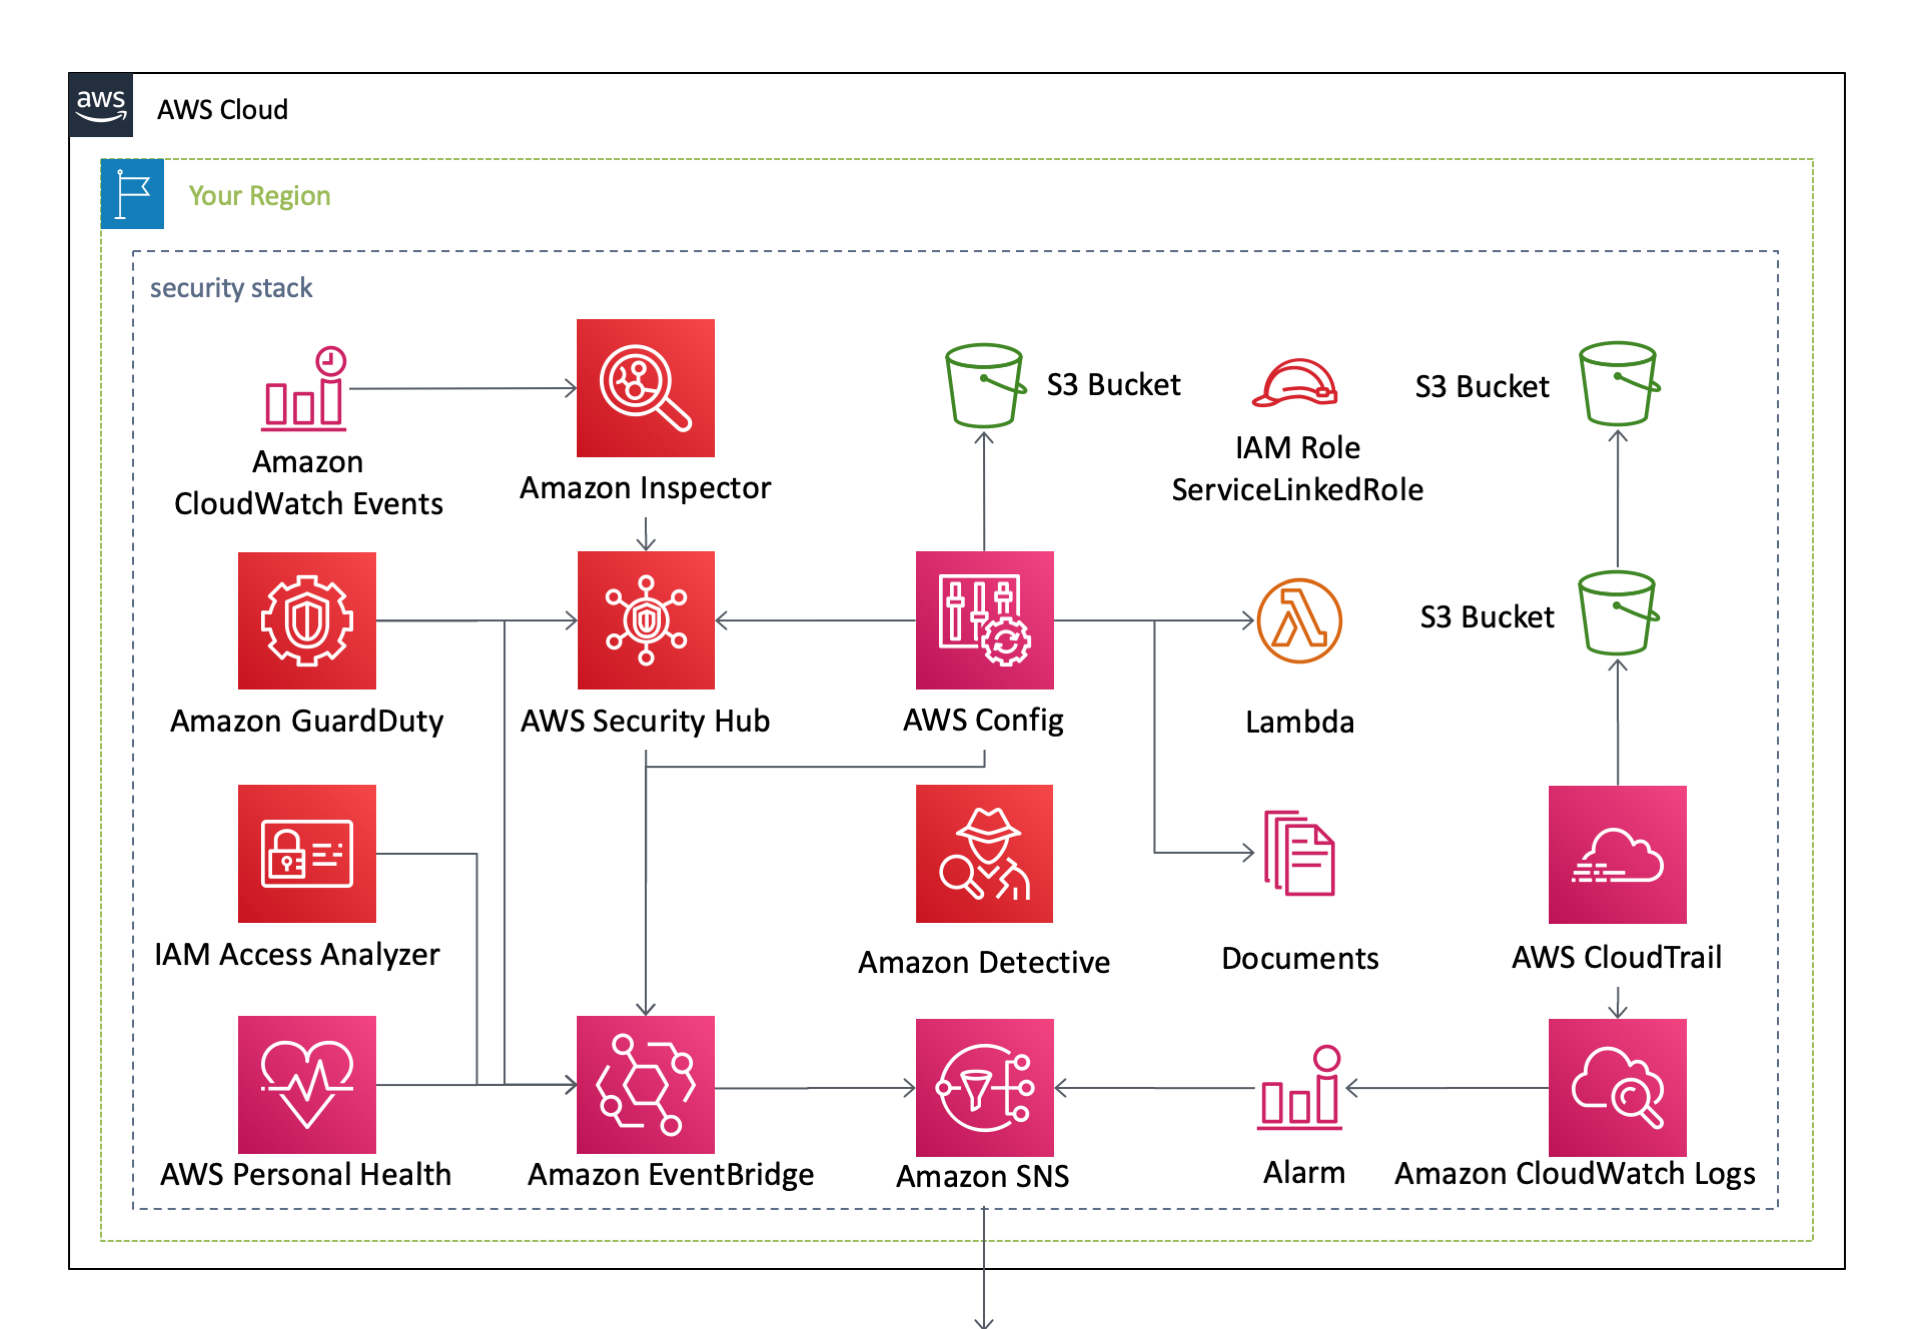 aws
AWS Cloud
Your Region
security stack
S3 Bucket
S3 Bucket
Amazon
CloudWatch Events
Amazon Inspector
IAM Role
ServiceLinkedRole
S3 Bucket
Amazon GuardDuty
AWS Security Hub
AWS Config
Lambda
IAM Access Analyzer
Amazon Detective
Documents
AWS CloudTrail
AWS Personal Health
Amazon EventBridge
Amazon SNS
Alarm
Amazon CloudWatch Logs